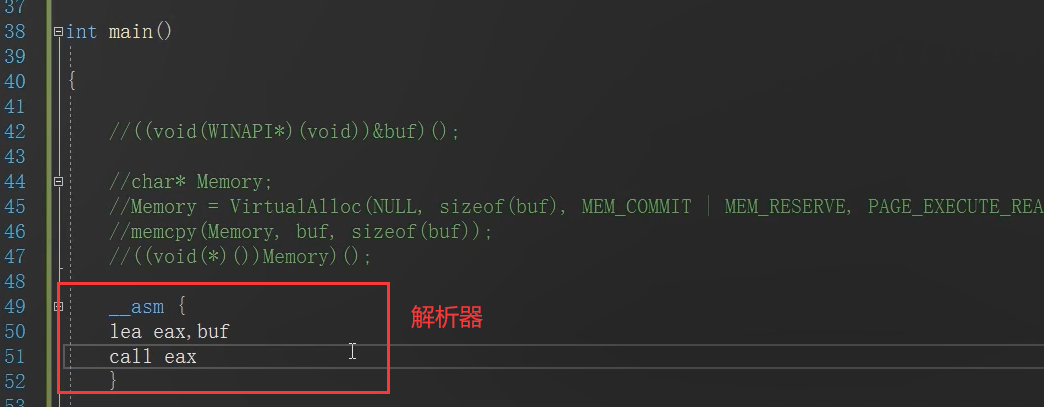 37
38 int main()
39
40 {
41
42 //((void(WINAPI*)(void))&buf)();
43
44 //char* Memory;
45 //Memory = VirtualAlloc(NULL, sizeof(buf), MEM_COMMIT | MEM_RESERVE, PAGE_EXECUTE_REA
46 //memcpy(Memory, buf, sizeof(buf));
47 //((void(*)())Memory)();
48
49 __asm {
解析器
50 lea eax,buf
51 call eax
52 }
53